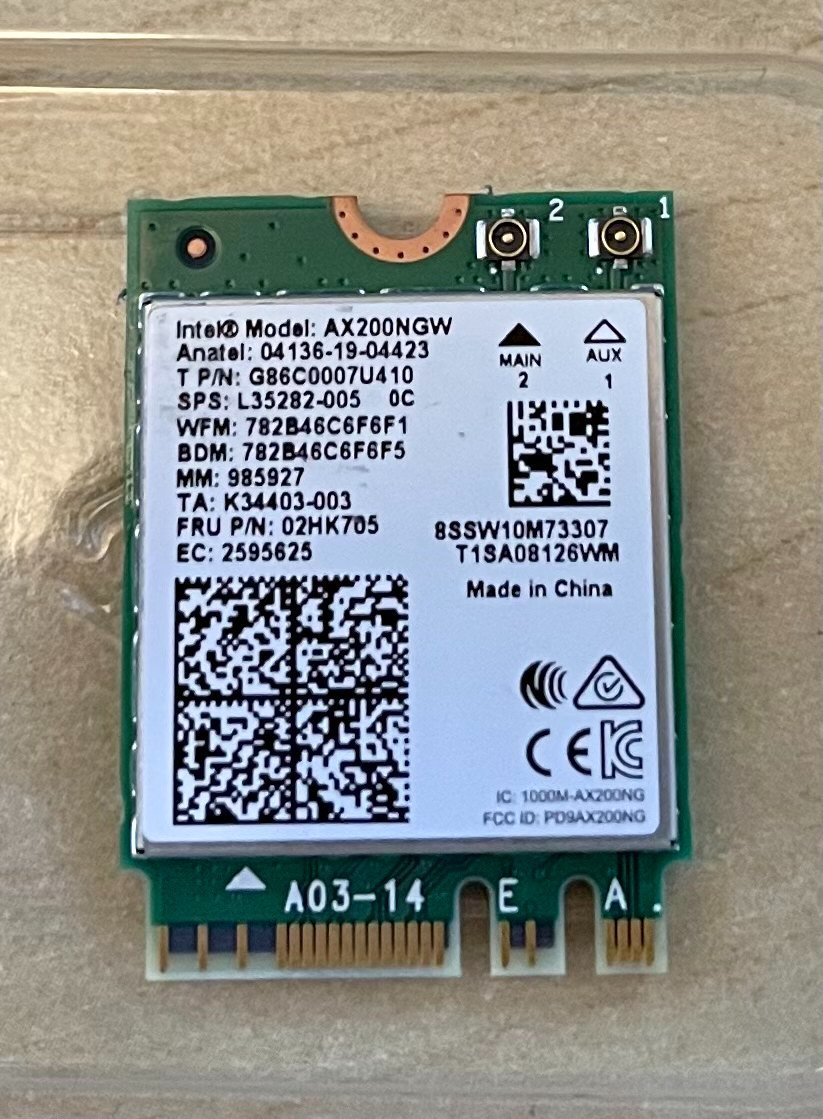 2 1
Intel® Model: AX200NGW
Anatel: 04136-19-04423
T P/N: G86C0007U410
SPS: L35282-005 0C
WFM: 782B46C6F6F1
BDM: 782B46C6F6F5
MM: 985927
TA: K34403-003
FRU P/N: 02HK705
EC: 2595625
MAIN AUX
2 1
8SSW10M73307
T1SA08126WM
Made in China
CE
IC: 1000M-AX200NG
FCC ID: PD9AX200NG
A03-14 E A